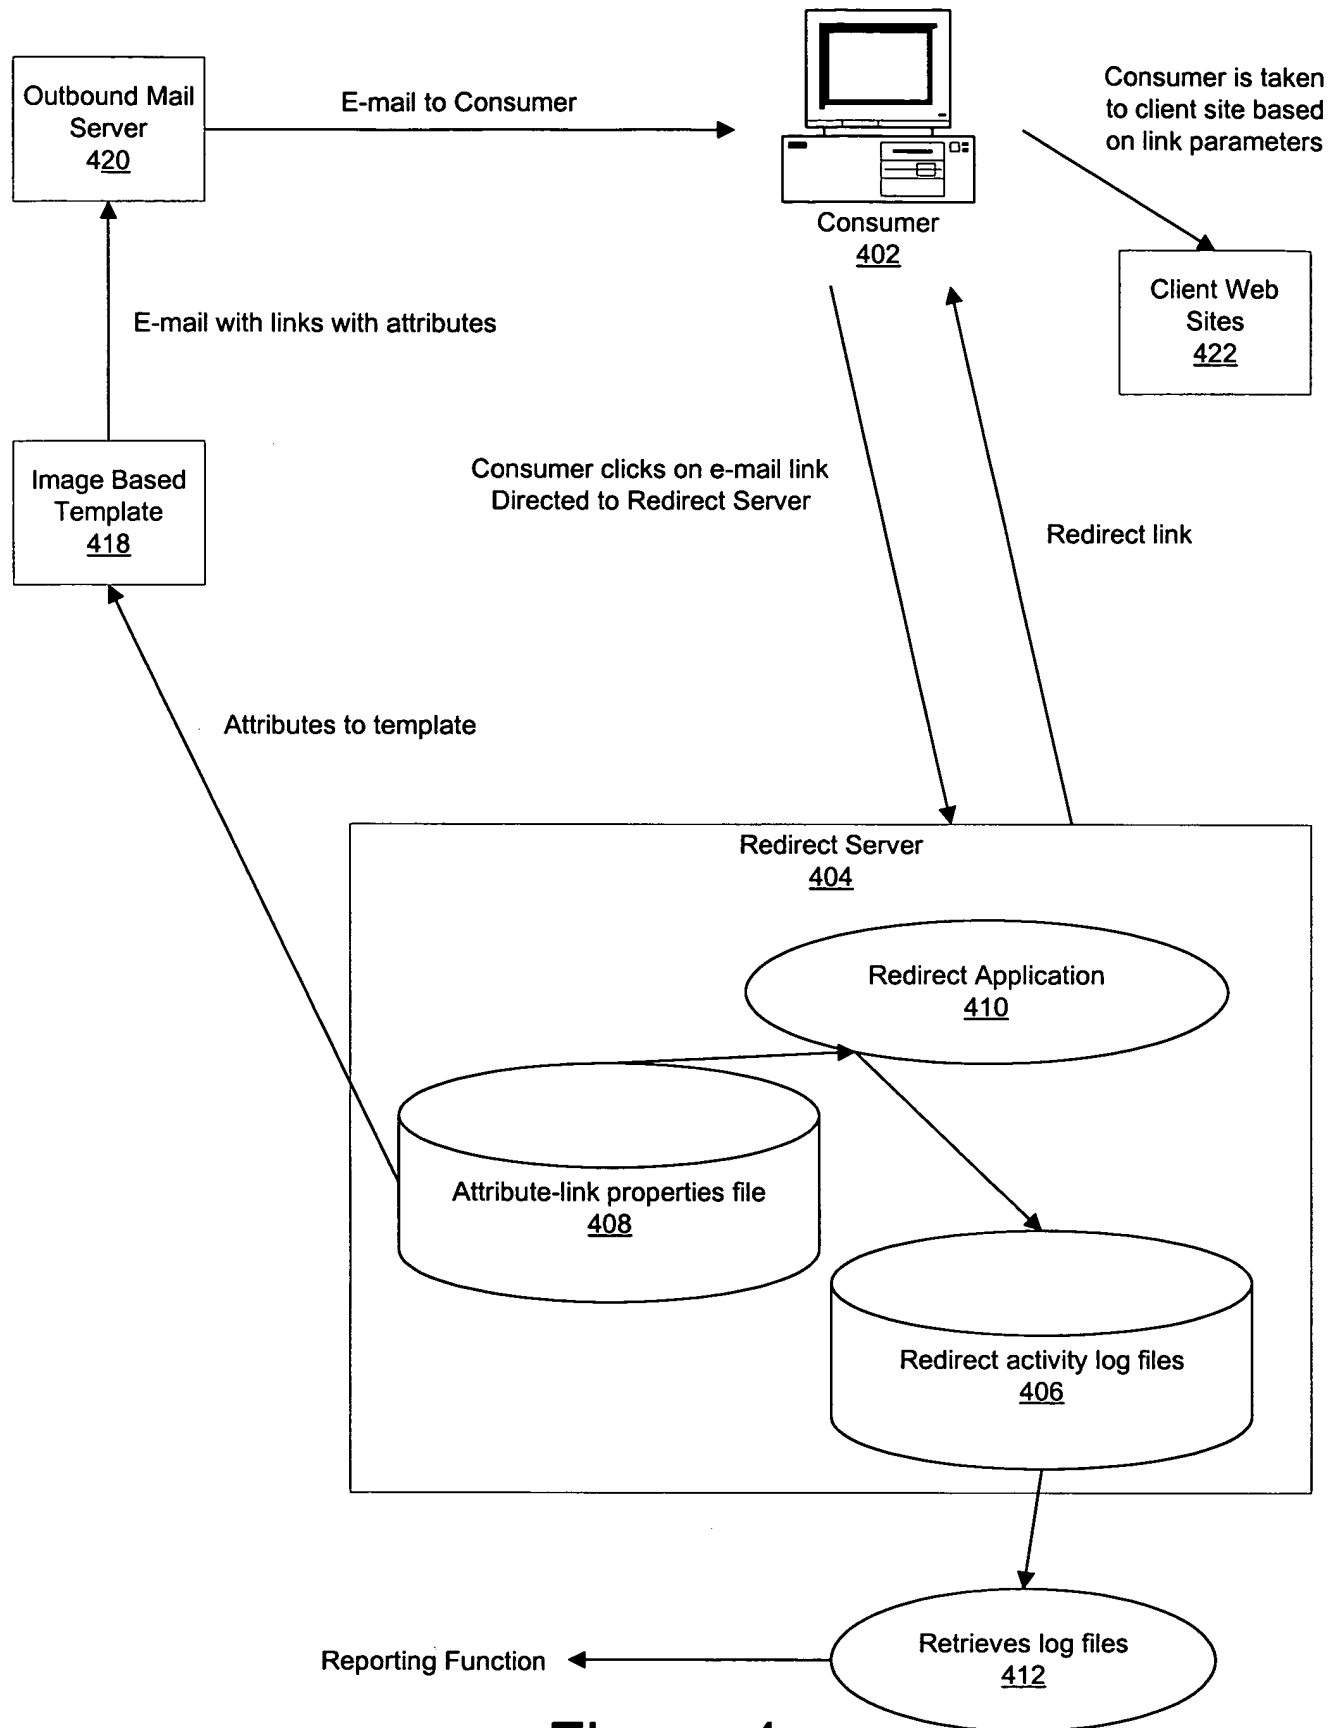 Outbound Mail
Server
420
E-mail to Consumer
Consumer is taken
to client site based
on link parameters
Consumer
402
Client Web
Sites
422
E-mail with links with attributes
Image Based
Template
418
Consumer clicks on e-mail link
Directed to Redirect Server
Redirect link
Attributes to template
Redirect Server
404
Redirect Application
410
Attribute-link properties file
408
Redirect activity log files
406
Retrieves log files
412
Reporting Function